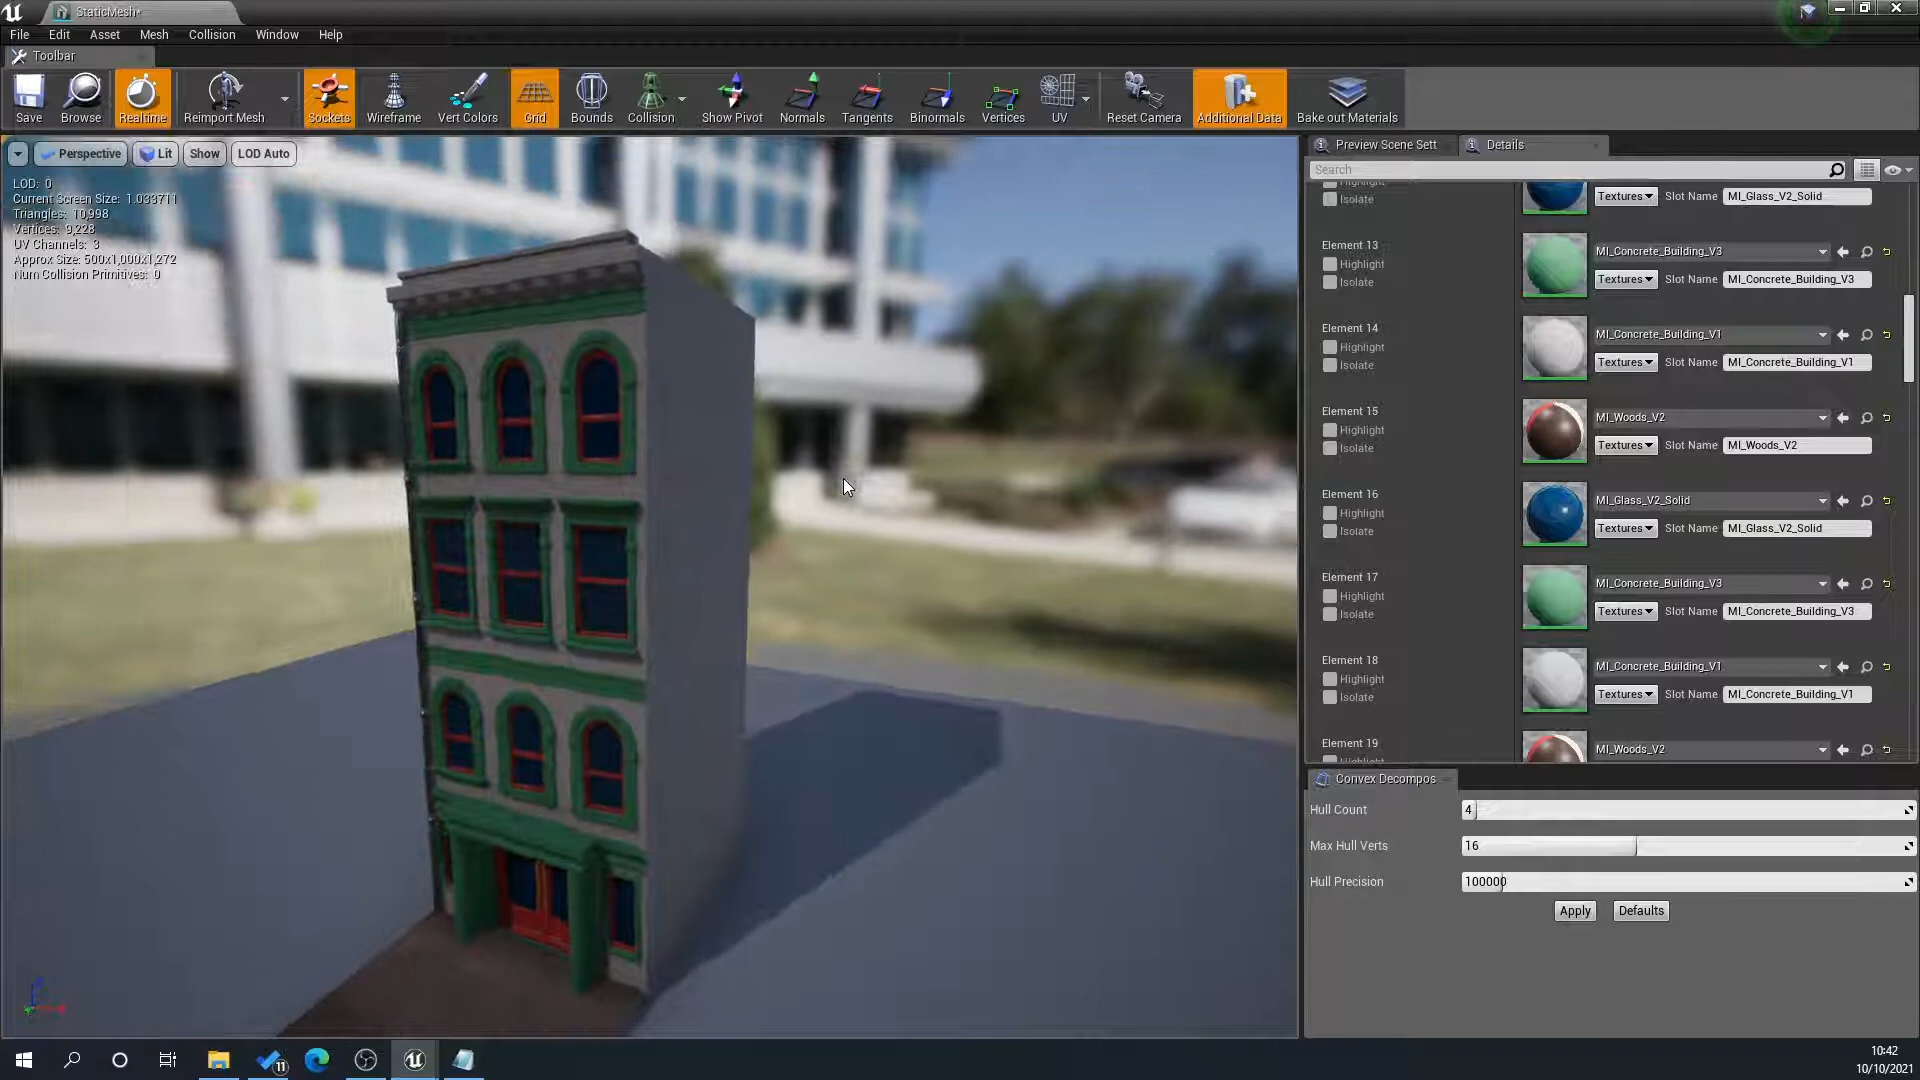 StaticMesh*
File Edit Asset Mesh Collision Window Help
Toolbar
Save Browse Realtime Reimport Mesh Sockets Wireframe Vert Colors Grid Bounds Collision Show Pivot Normals Tangents Binormals Vertices UV Reset Camera Additional Data Bake out Materials
Perspective Lit Show LOD Auto
LOD: 0
Current Screen Size: 1.033711
Triangles: 10,998
Vertices: 9,228
UV Channels: 3
Approx Size: 500x1,000x1,272
Num Collision Primitives: 0
Preview Scene Sett Details
Search
Highlight
Isolate
Textures Slot Name MI_Glass_V2_Solid
Element 13
Highlight
Isolate
MI_Concrete_Building_V3
Textures Slot Name MI_Concrete_Building_V3
Element 14
Highlight
Isolate
MI_Concrete_Building_V1
Textures Slot Name MI_Concrete_Building_V1
Element 15
Highlight
Isolate
MI_Woods_V2
Textures Slot Name MI_Woods_V2
Element 16
Highlight
Isolate
MI_Glass_V2_Solid
Textures Slot Name MI_Glass_V2_Solid
Element 17
Highlight
Isolate
MI_Concrete_Building_V3
Textures Slot Name MI_Concrete_Building_V3
Element 18
Highlight
Isolate
MI_Concrete_Building_V1
Textures Slot Name MI_Concrete_Building_V1
Element 19
Highlight
MI_Woods_V2
Convex Decompos
Hull Count 4
Max Hull Verts 16
Hull Precision 100000
Apply Defaults
11
10:42
10/10/2021